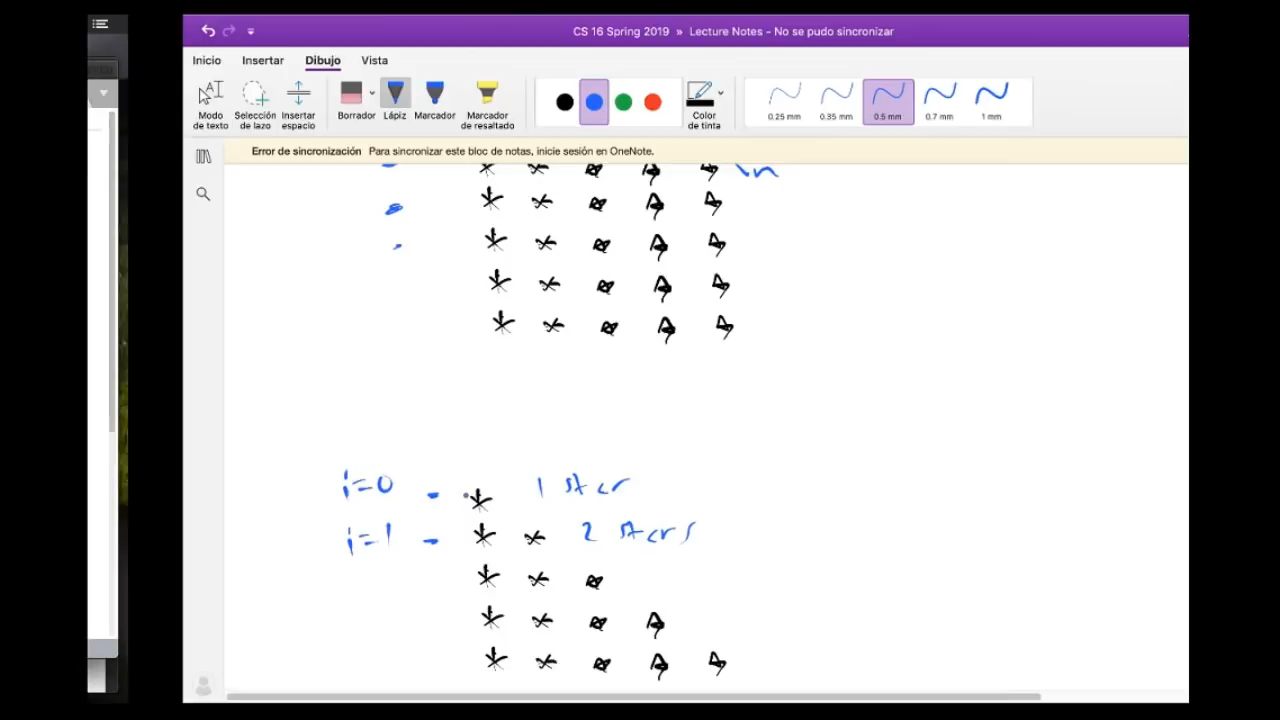 CS 16 Spring 2019 » Lecture Notes - No se pudo sincronizar
Inicio Insertar Dibujo Vista
Modo de texto
Selección de lazo
Insertar espacio
Borrador
Lápiz
Marcador
Marcador de resaltado
Color de tinta
0.25 mm 0.35 mm 0.5 mm 0.7 mm 1 mm
Error de sincronización Para sincronizar este bloc de notas, inicie sesión en OneNote.
\n
* * * * *
* * * * *
* * * * *
* * * * *
* * * * *
i=0 - * 1 star
i=1 - * * 2 stars
* * *
* * * *
* * * * *